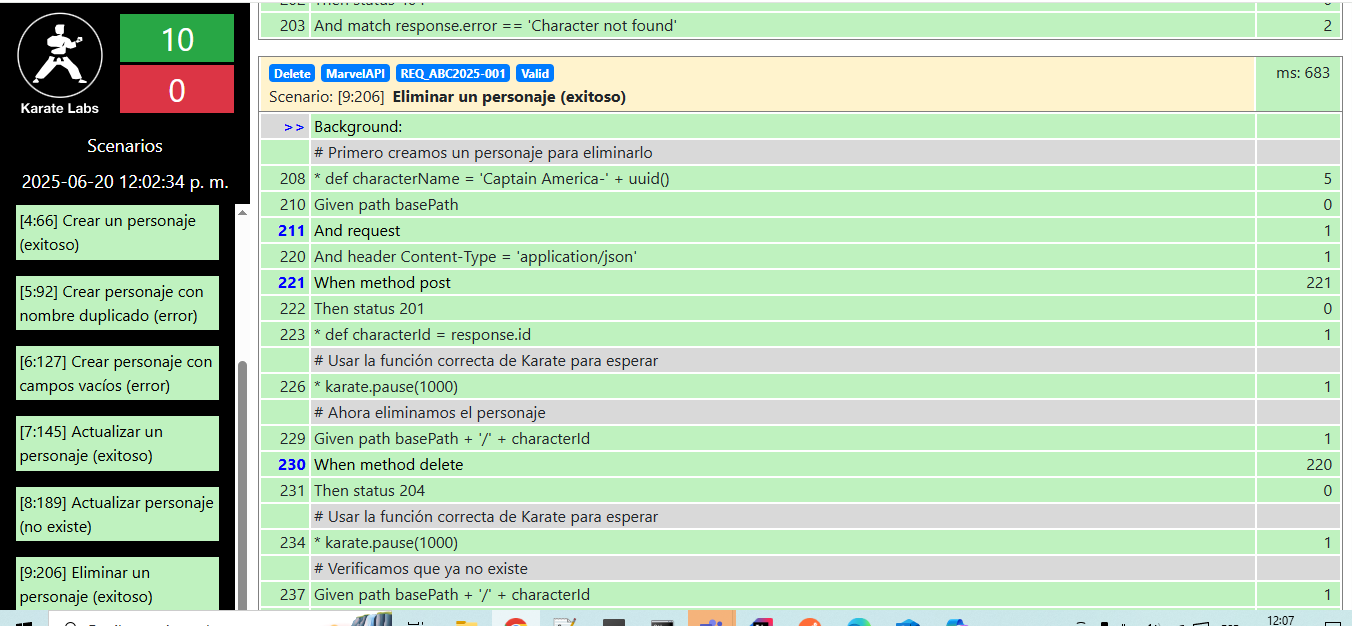 Karate Labs
10
0
Scenarios
2025-06-20 12:02:34 p. m.
[4:66] Crear un personaje
(exitoso)
[5:92] Crear personaje con
nombre duplicado (error)
[6:127] Crear personaje con
campos vacíos (error)
[7:145] Actualizar un
personaje (exitoso)
[8:189] Actualizar personaje
(no existe)
[9:206] Eliminar un
personaje (exitoso)
203 And match response.error == 'Character not found' 2
Delete MarvelAPI REQ_ABC2025-001 Valid ms: 683
Scenario: [9:206] Eliminar un personaje (exitoso)
>> Background:
# Primero creamos un personaje para eliminarlo
208 * def characterName = 'Captain America-' + uuid() 5
210 Given path basePath 0
211 And request 1
220 And header Content-Type = 'application/json' 1
221 When method post 221
222 Then status 201 0
223 * def characterId = response.id 1
# Usar la función correcta de Karate para esperar
226 * karate.pause(1000) 1
# Ahora eliminamos el personaje
229 Given path basePath + '/' + characterId 1
230 When method delete 220
231 Then status 204 0
# Usar la función correcta de Karate para esperar
234 * karate.pause(1000) 1
# Verificamos que ya no existe
237 Given path basePath + '/' + characterId 1
12:07